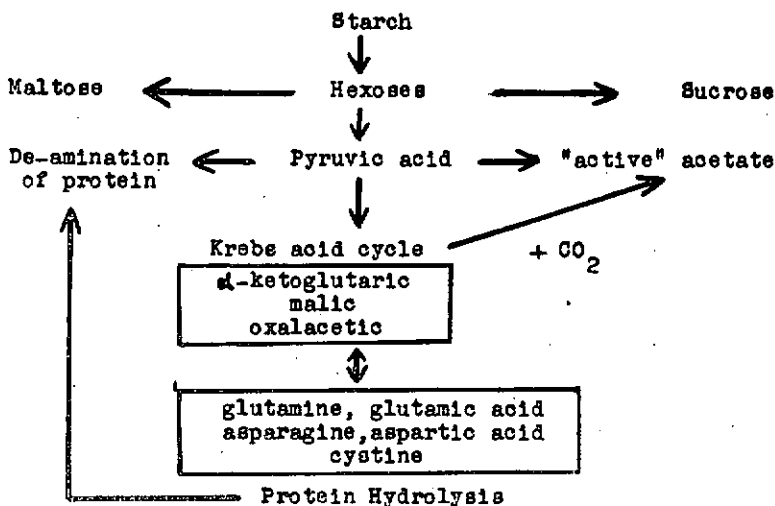 Starch
Maltose Hexoses Sucrose
De-amination of protein Pyruvic acid "active" acetate
Krebs acid cycle + CO2
α-ketoglutaric
malic
oxalacetic
glutamine, glutamic acid
asparagine, aspartic acid
cystine
Protein Hydrolysis